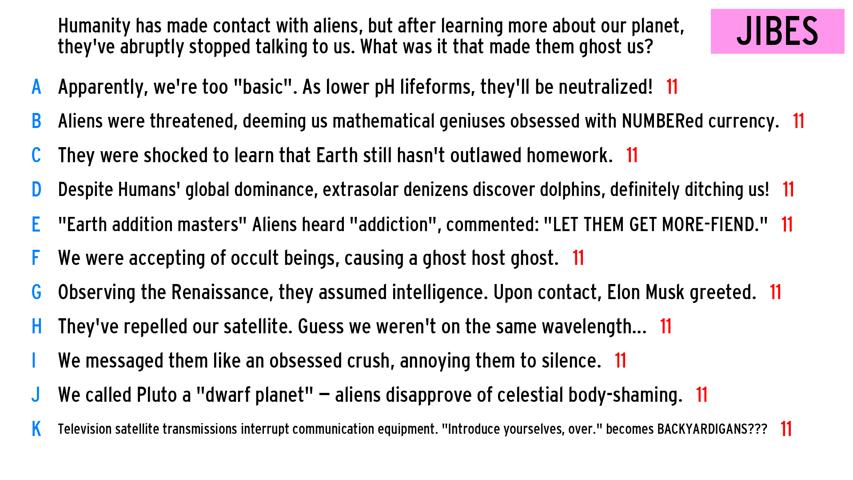 Humanity has made contact with aliens, but after learning more about our planet,
they've abruptly stopped talking to us. What was it that made them ghost us?
JIBES
A Apparently, we're too "basic". As lower pH lifeforms, they'll be neutralized! 11
B Aliens were threatened, deeming us mathematical geniuses obsessed with NUMBERed currency. 11
C They were shocked to learn that Earth still hasn't outlawed homework. 11
D Despite Humans' global dominance, extrasolar denizens discover dolphins, definitely ditching us! 11
E "Earth addition masters" Aliens heard "addiction", commented: "LET THEM GET MORE-FIEND." 11
F We were accepting of occult beings, causing a ghost host ghost. 11
G Observing the Renaissance, they assumed intelligence. Upon contact, Elon Musk greeted. 11
H They've repelled our satellite. Guess we weren't on the same wavelength... 11
I We messaged them like an obsessed crush, annoying them to silence. 11
J We called Pluto a "dwarf planet" – aliens disapprove of celestial body-shaming. 11
K Television satellite transmissions interrupt communication equipment. "Introduce yourselves, over." becomes BACKYARDIGANS??? 11